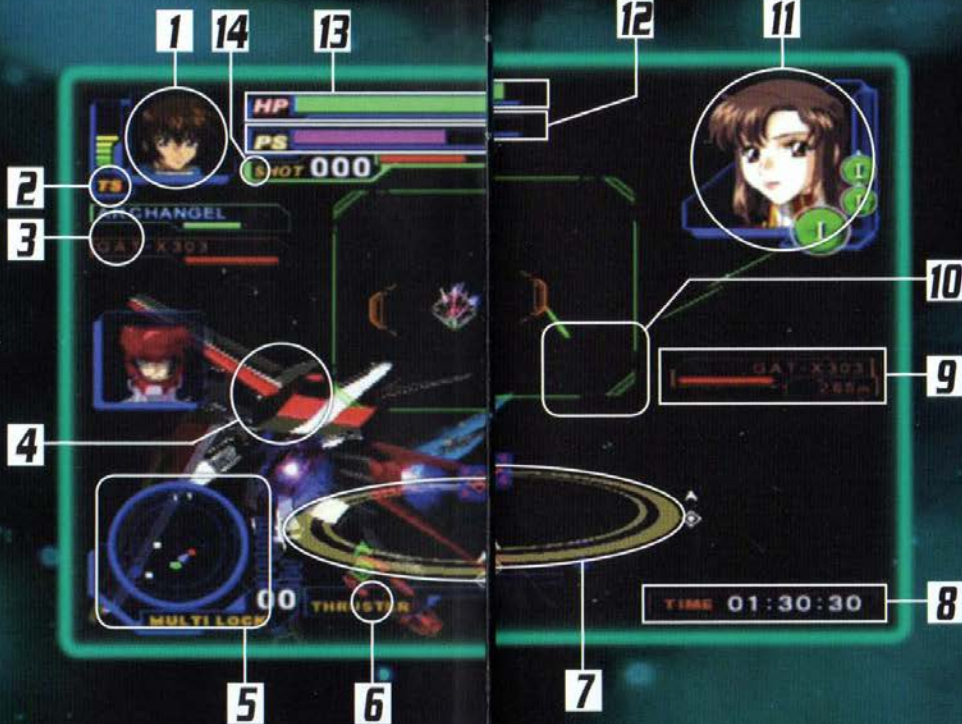 1 14 13 12 11
HP
PS
SHOT 000
2
TS
ARCHANGEL
3
GAT-X303
I
I
10
GAT-X303
265m
9
4
00 THRUSTER
MULTI LOCK
TIME 01:30:30 8
5 6 7